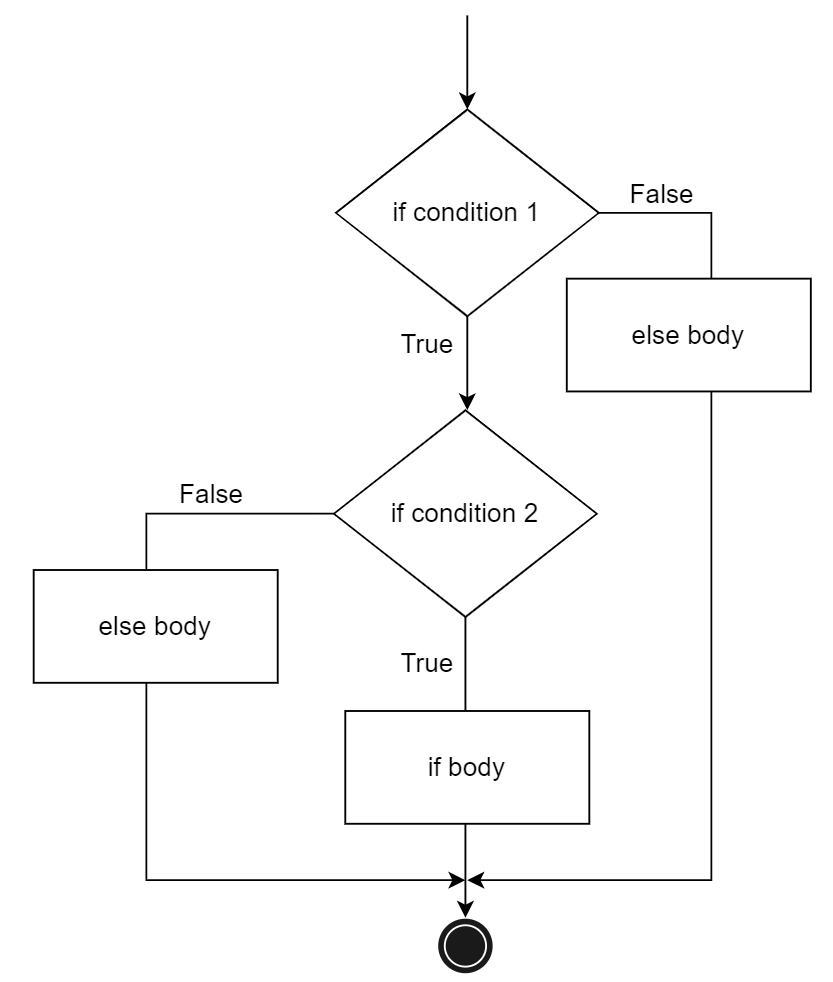 False
if condition 1
else body
True
False
if condition 2
else body
True
if body